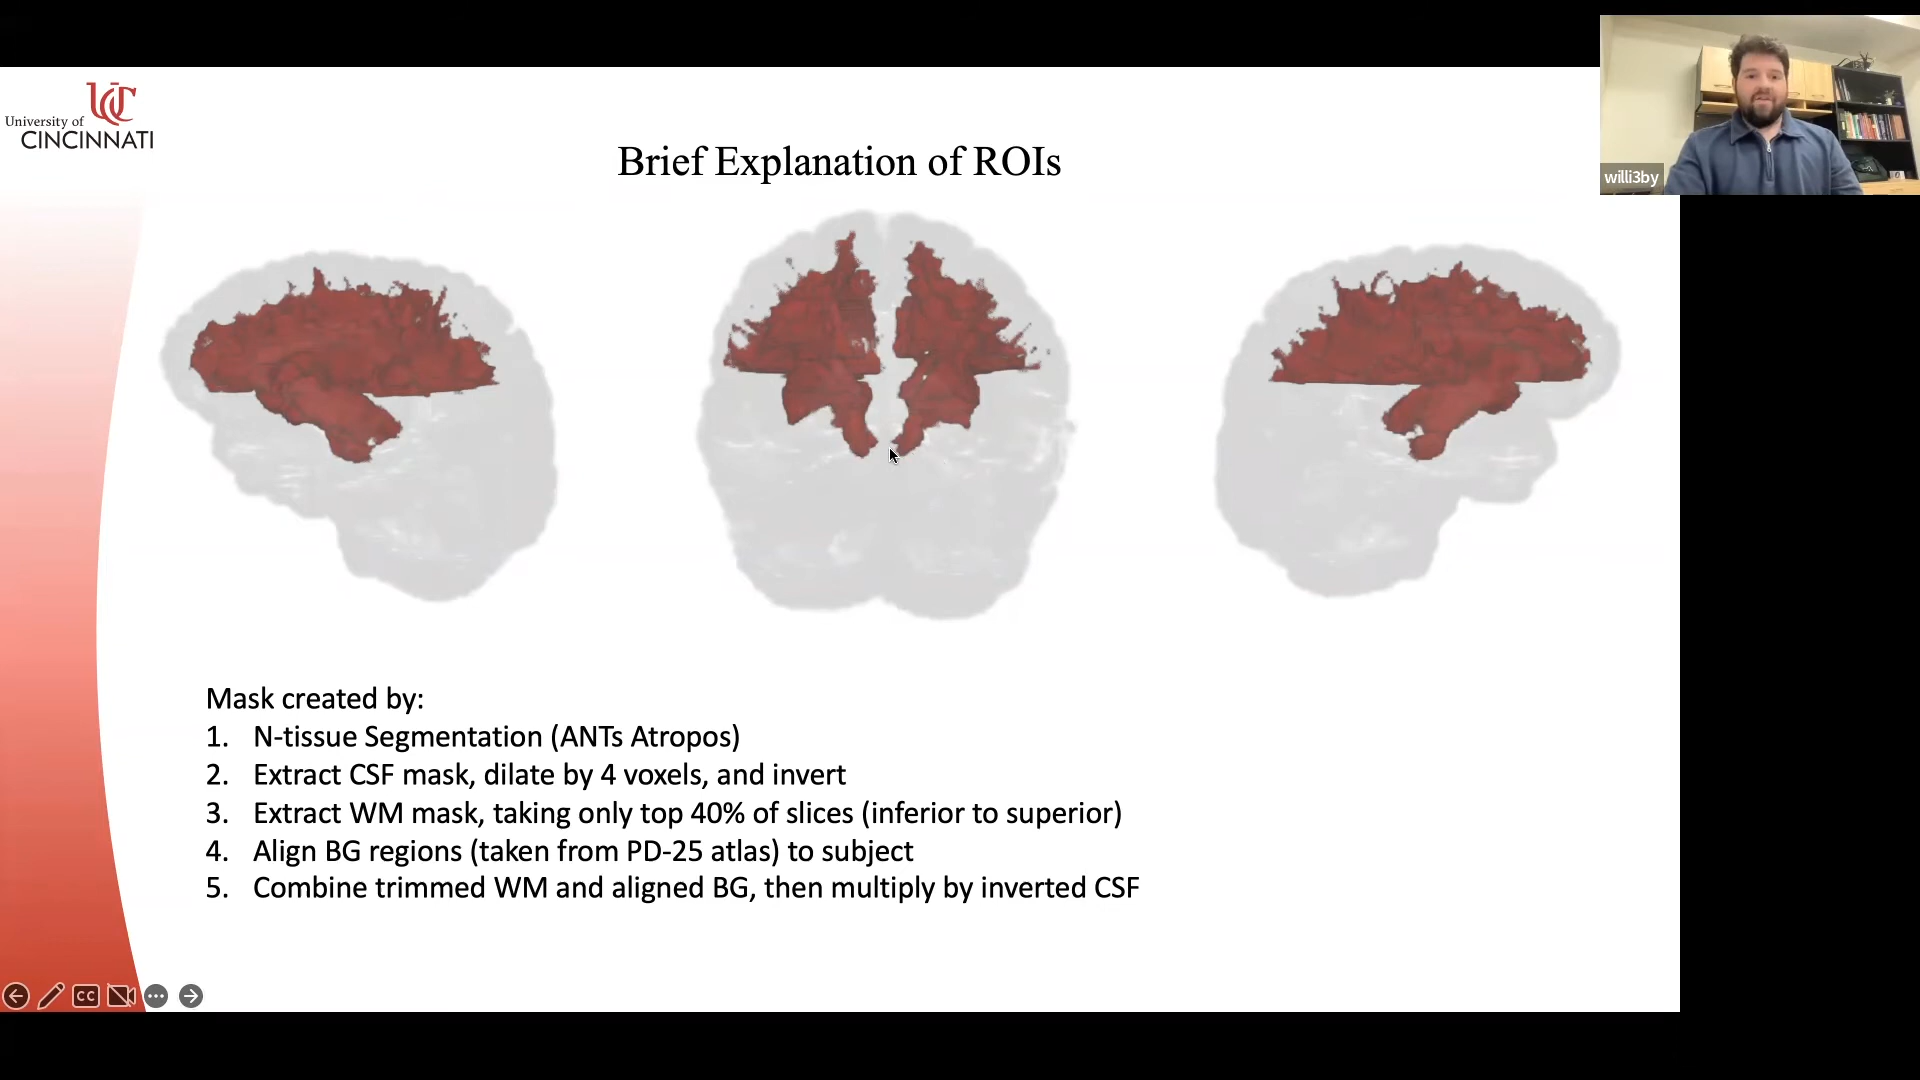 UC
University of
CINCINNATI
Brief Explanation of ROIs
willi3by
Mask created by:
1. N-tissue Segmentation (ANTs Atropos)
2. Extract CSF mask, dilate by 4 voxels, and invert
3. Extract WM mask, taking only top 40% of slices (inferior to superior)
4. Align BG regions (taken from PD-25 atlas) to subject
5. Combine trimmed WM and aligned BG, then multiply by inverted CSF
CC